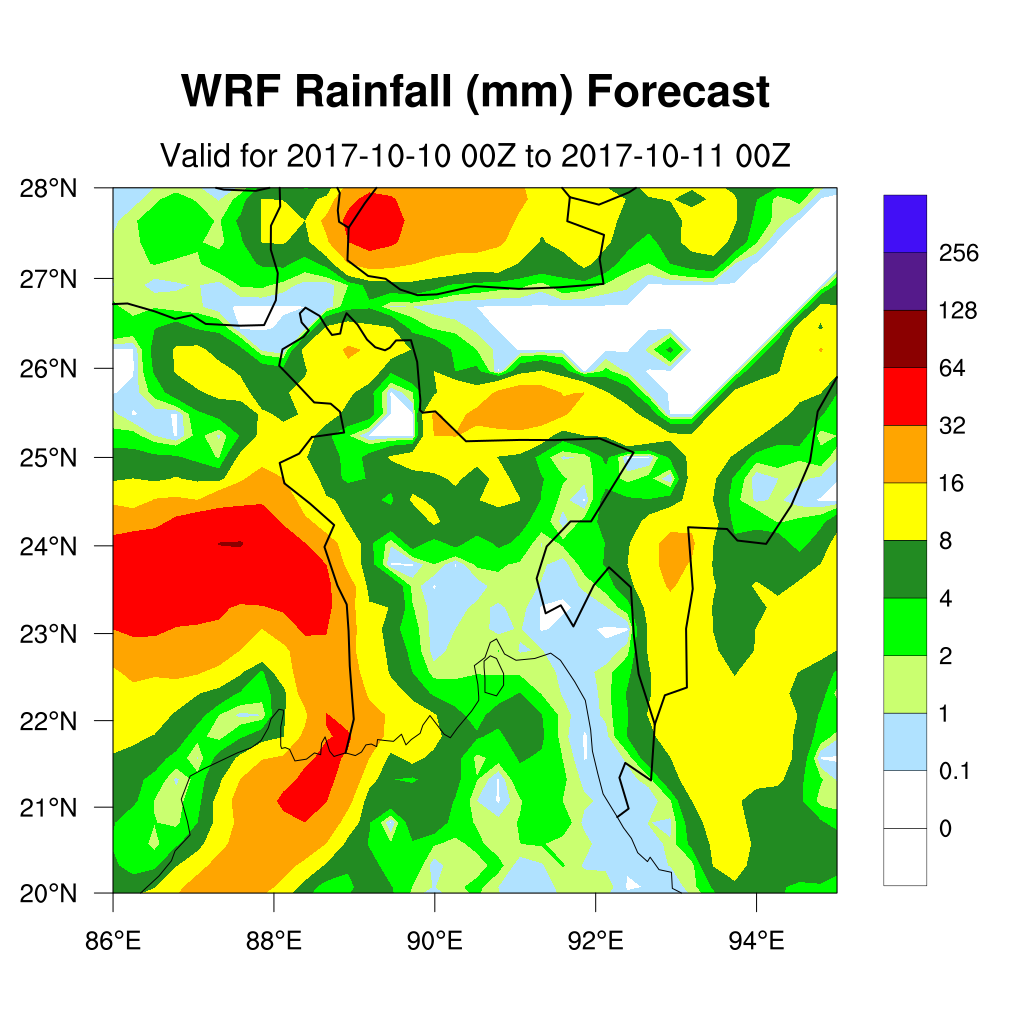 WRF Rainfall (mm) Forecast
Valid for 2017-10-10 00Z to 2017-10-11 00Z
28°N
27°N
26°N
25°N
24°N
23°N
22°N
21°N
20°N
86°E 88°E 90°E 92°E 94°E
256
128
64
32
16
8
4
2
1
0.1
0